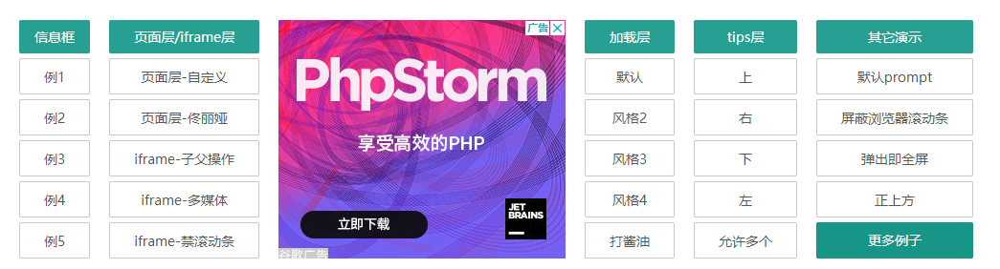 信息框
例1
例2
例3
例4
例5
页面层/iframe层
页面层-自定义
页面层-佟丽娅
iframe-子父操作
iframe-多媒体
iframe-禁滚动条
广告
PhpStorm
享受高效的PHP
立即下载
JET
BRAINS
谷歌广告
加载层
默认
风格2
风格3
风格4
打酱油
tips层
上
右
下
左
允许多个
其它演示
默认prompt
屏蔽浏览器滚动条
弹出即全屏
正上方
更多例子